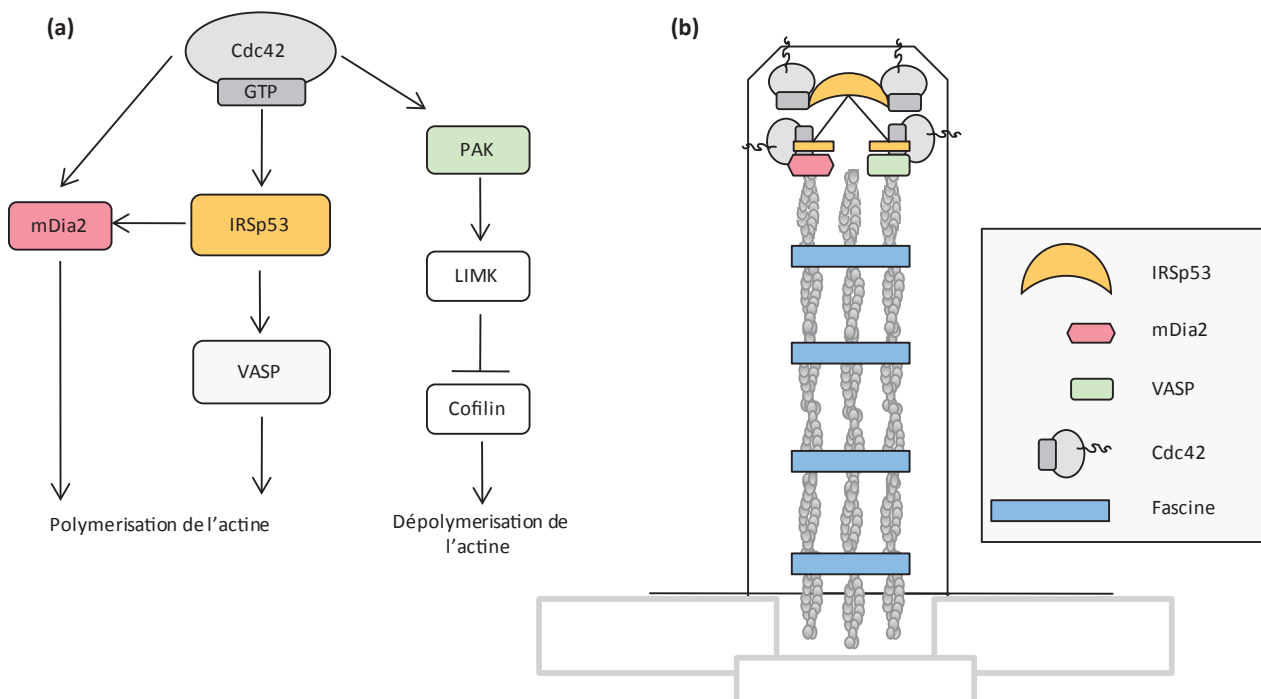 (a)
Cdc42
GTP
PAK
mDia2
IRSp53
LIMK
VASP
Cofilin
Polymerisation de l'actine
Dépolymerisation de
l'actine
(b)
IRSp53
mDia2
VASP
Cdc42
Fascine